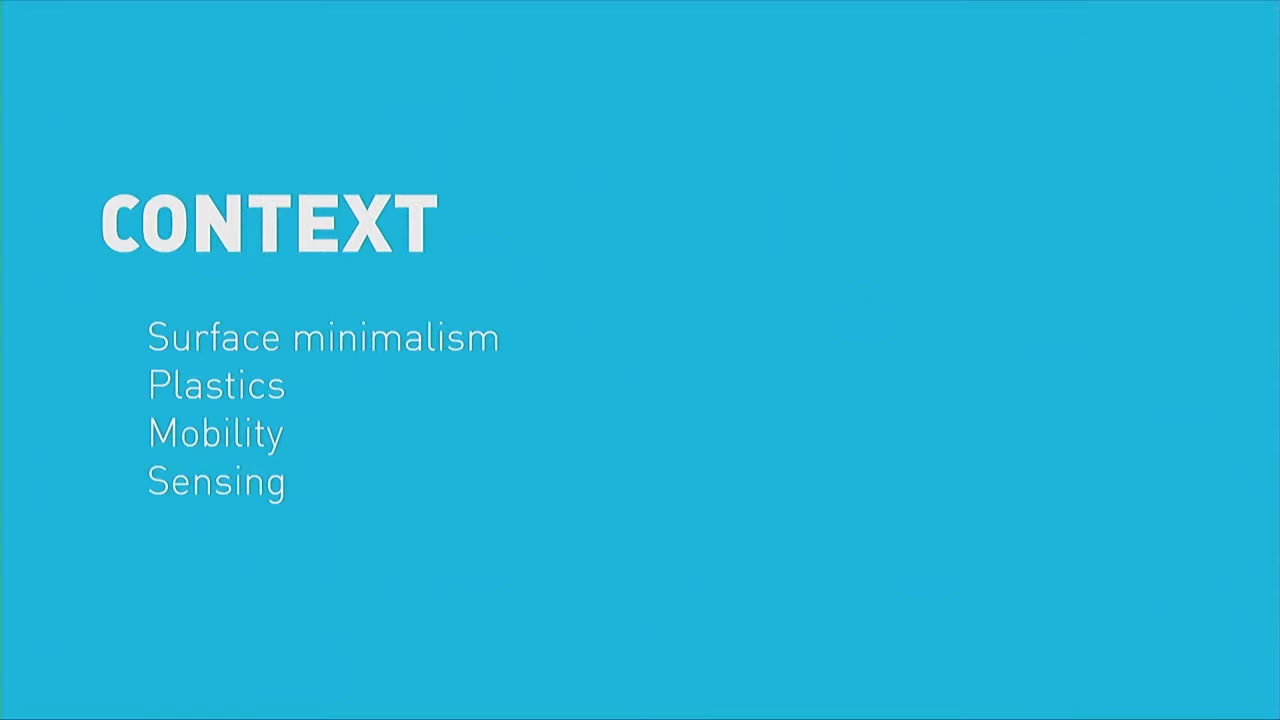 CONTEXT
Surface minimalism
Plastics
Mobility
Sensing